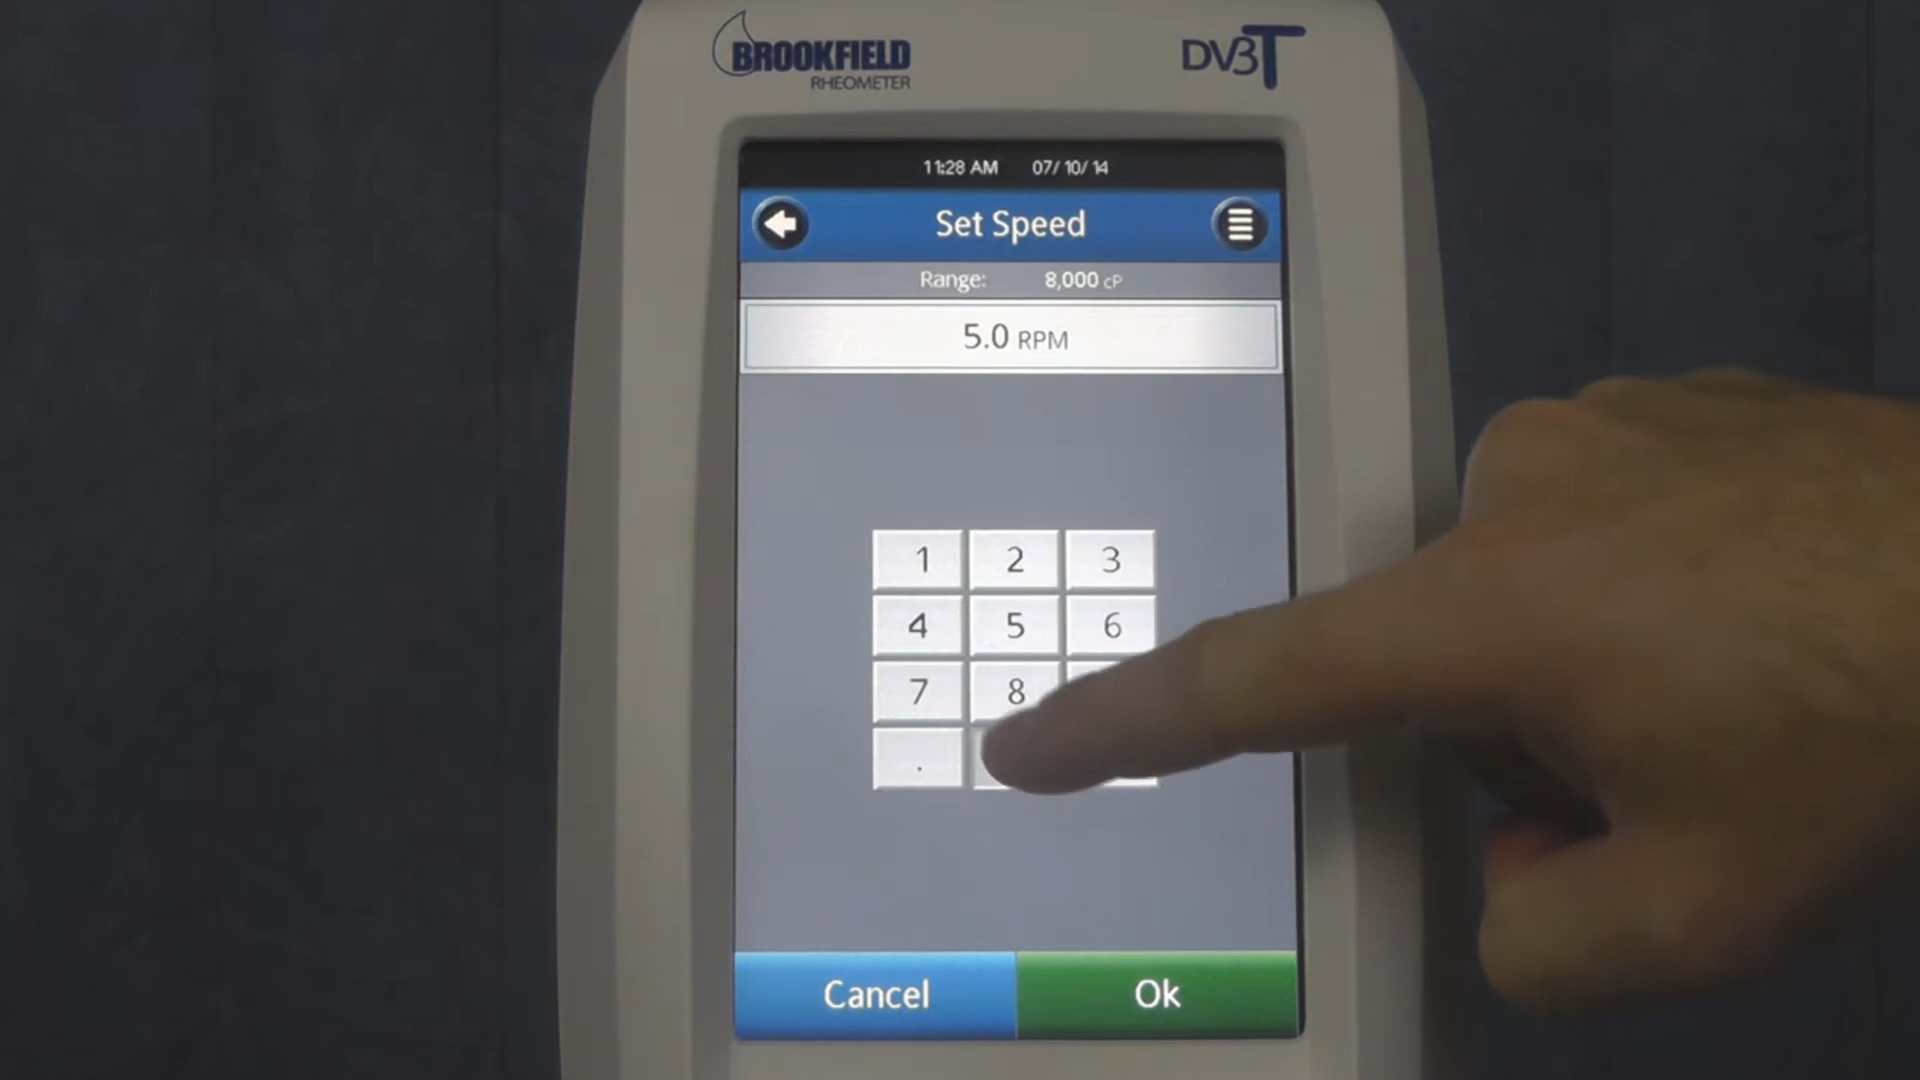 BROOKFIELD
RHEOMETER
DV3T
11:28 AM 07/10/14
Set Speed
Range: 8,000 cP
5.0 RPM
1 2 3
4 5 6
7 8
.
Cancel Ok